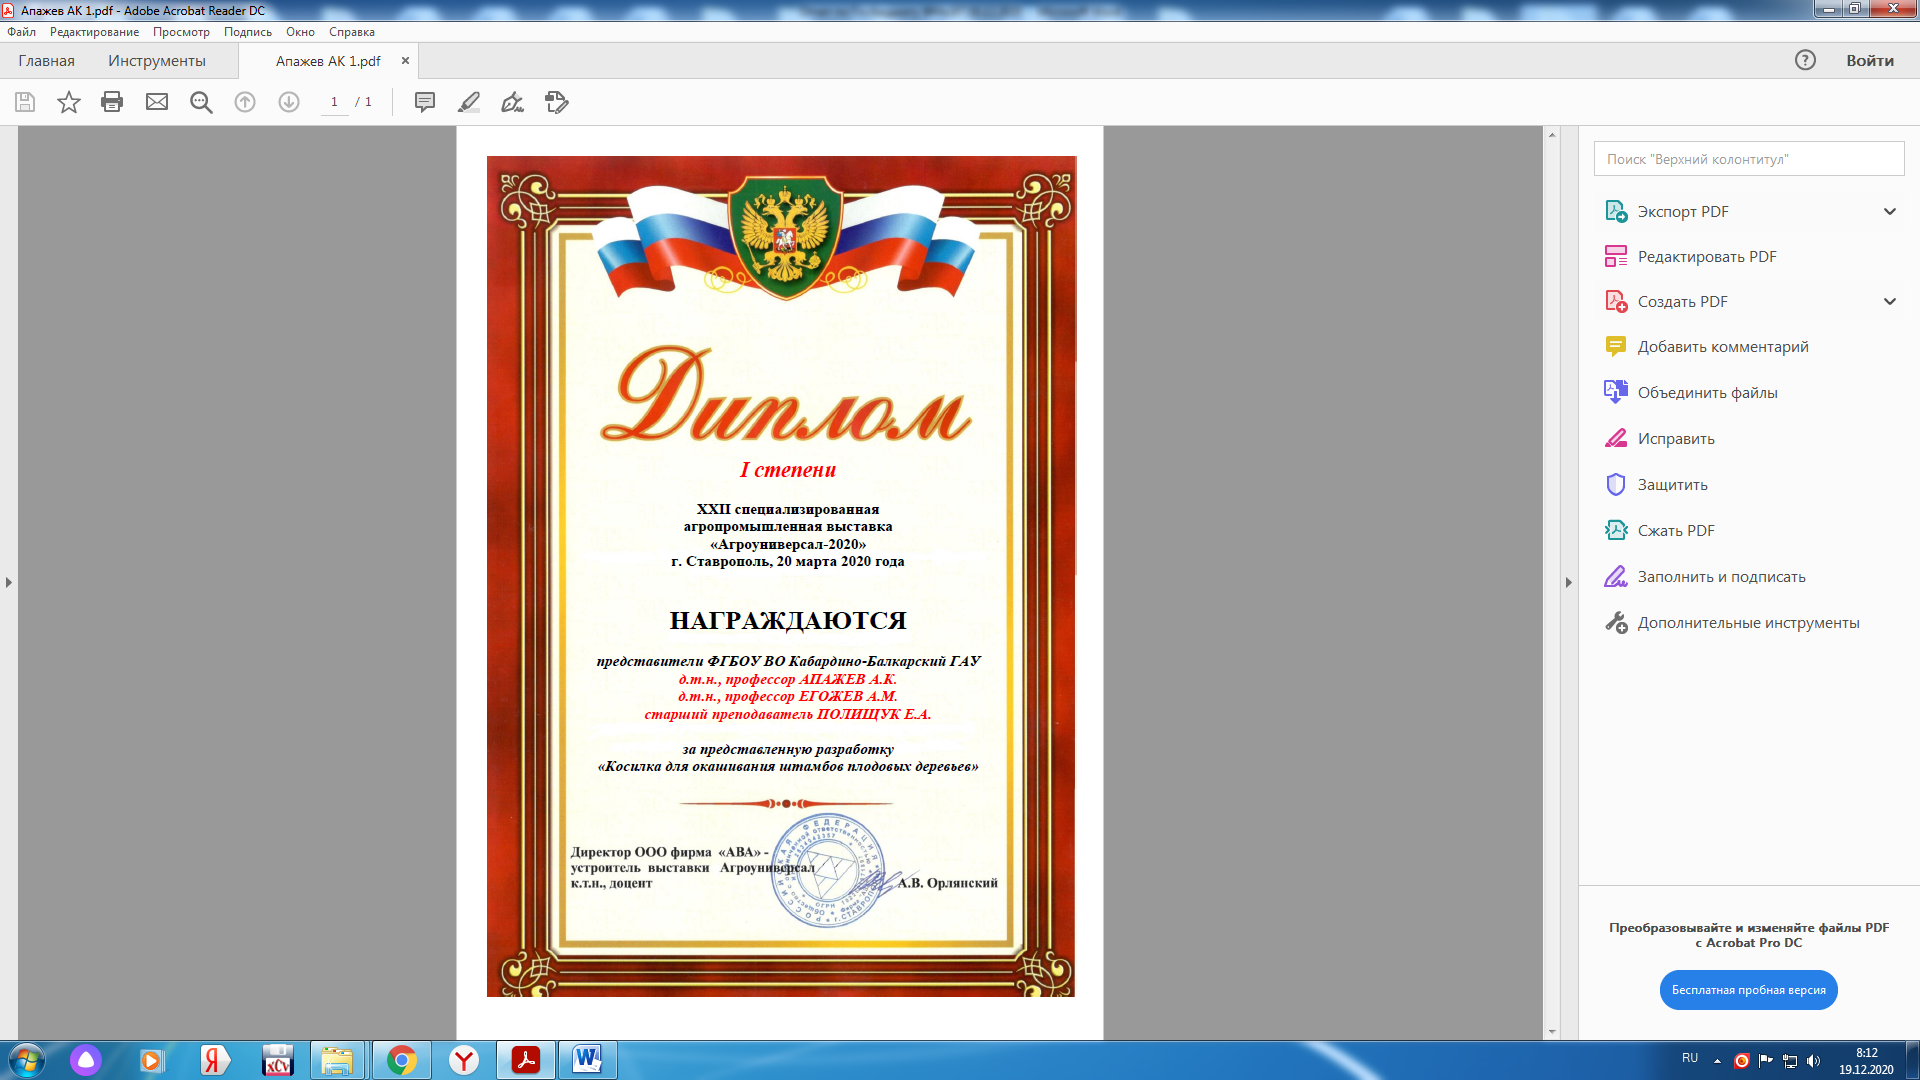 Апажев АК 1.pdf - Adobe Acrobat Reader DC
Файл Редактирование Просмотр Подпись Окно Справка
Главная Инструменты Апажев АК 1.pdf × Войти
1 / 1
Диплом
I степени
XXII специализированная
агропромышленная выставка
«Агроуниверсал-2020»
г. Ставрополь, 20 марта 2020 года
НАГРАЖДАЮТСЯ
представители ФГБОУ ВО Кабардино-Балкарский ГАУ
д.т.н., профессор АПАЖЕВ А.К.
д.т.н., профессор ЕГОЖЕВ А.М.
старший преподаватель ПОЛИЩУК Е.А.
за представленную разработку
«Косилка для окашивания штамбов плодовых деревьев»
Директор ООО фирма «АВА» -
устроитель выставки Агроуниверсал
к.т.н., доцент А.В. Орлянский
Поиск "Верхний колонтитул"
Экспорт PDF
Редактировать PDF
Создать PDF
Добавить комментарий
Объединить файлы
Исправить
Защитить
Сжать PDF
Заполнить и подписать
Дополнительные инструменты
Преобразовывайте и изменяйте файлы PDF
с Acrobat Pro DC
Бесплатная пробная версия
RU
8:12
19.12.2020